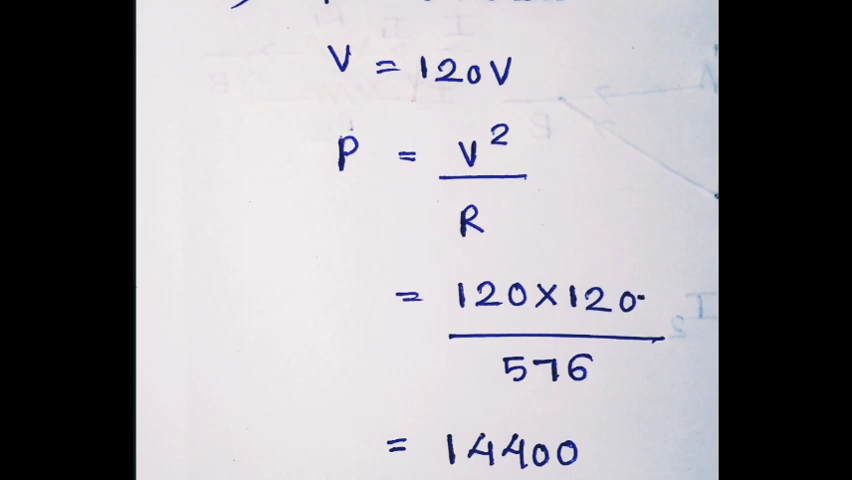 V = 120V
P = V²
R
= 120×120
576
= 14400